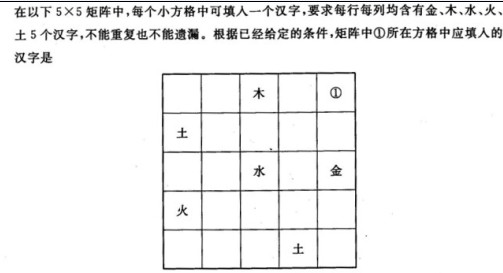 在以下5×5矩阵中,每个小方格中可填入一个汉字,要求每行每列均含有金、木、水、火、
土5个汉字,不能重复也不能遗漏。根据已经给定的条件,矩阵中①所在方格中应填入的
汉字是
木 ①
土
水 金
火
土